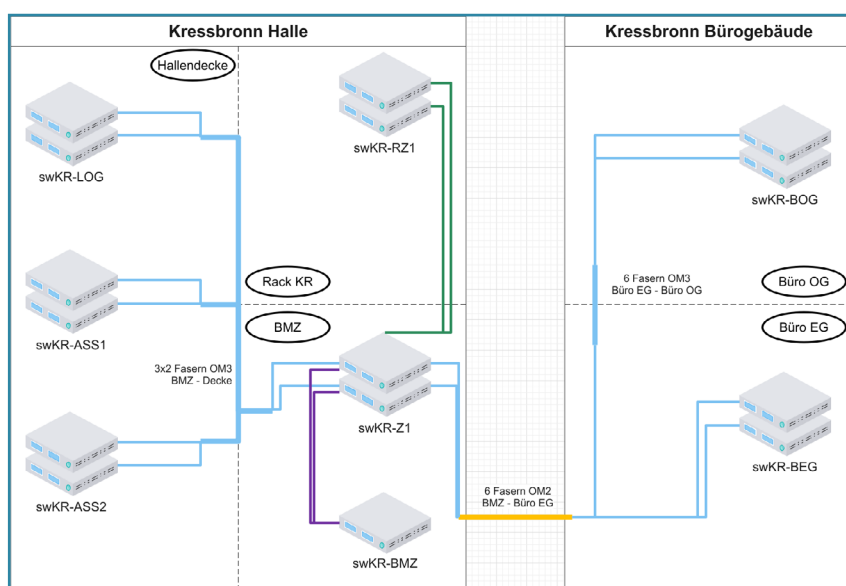 Kressbronn Halle
Kressbronn Bürogebäude
Hallendecke
swKR-LOG
swKR-RZ1
swKR-BOG
Rack KR
6 Fasern OM3
Büro EG - Büro OG
Büro OG
BMZ
Büro EG
swKR-ASS1
3x2 Fasern OM3
BMZ - Decke
swKR-Z1
swKR-BEG
swKR-ASS2
6 Fasern OM2
BMZ - Büro EG
swKR-BMZ